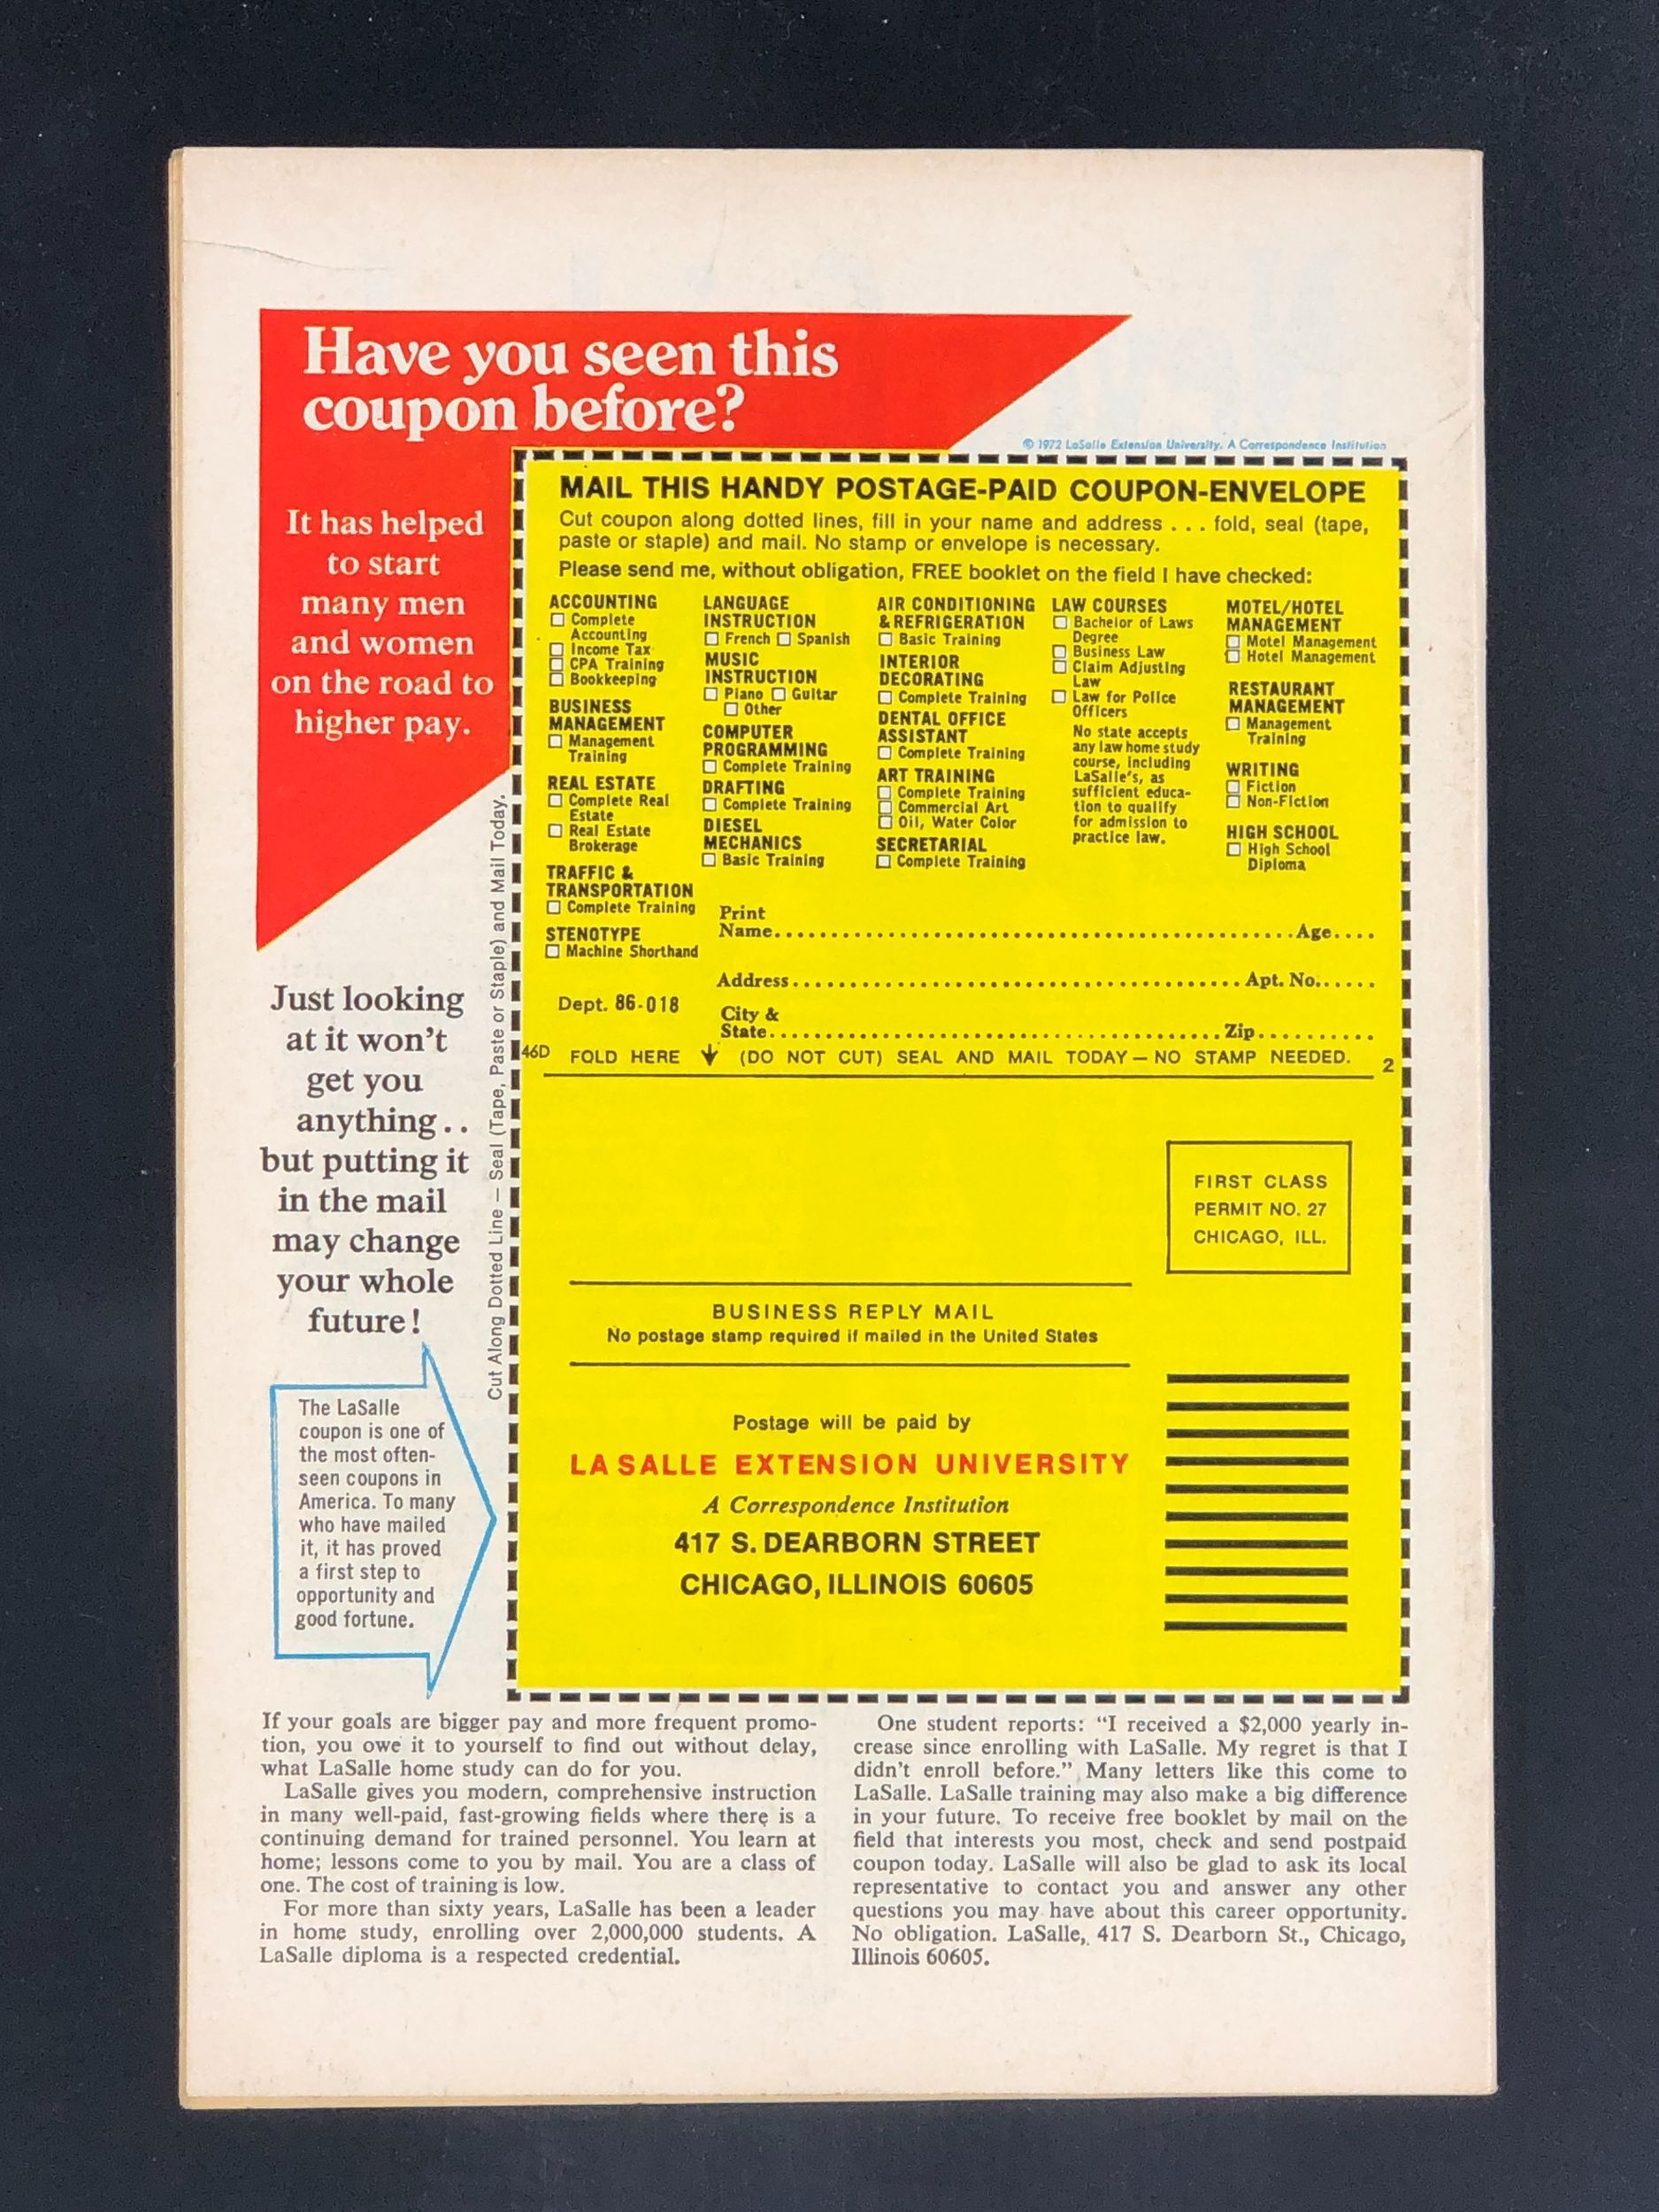 Have you seen this
coupon before?
© 1972 LaSalle Extension University. A Correspondence Institution
It has helped
to start
many men
and women
on the road to
higher pay.
Just looking
at it won't
get you
anything..
but putting it
in the mail
may change
your whole
future!
The LaSalle
coupon is one of
the most often-
seen coupons in
America. To many
who have mailed
it, it has proved
a first step to
opportunity and
good fortune.
Cut Along Dotted Line — Seal (Tape, Paste or Staple) and Mail Today.
MAIL THIS HANDY POSTAGE-PAID COUPON-ENVELOPE
Cut coupon along dotted lines, fill in your name and address . . . fold, seal (tape,
paste or staple) and mail. No stamp or envelope is necessary.
Please send me, without obligation, FREE booklet on the field I have checked:
ACCOUNTING
☐ Complete
Accounting
☐ Income Tax
☐ CPA Training
☐ Bookkeeping
BUSINESS
MANAGEMENT
☐ Management
Training
REAL ESTATE
☐ Complete Real
Estate
☐ Real Estate
Brokerage
TRAFFIC &
TRANSPORTATION
☐ Complete Training
STENOTYPE
☐ Machine Shorthand
LANGUAGE
INSTRUCTION
☐ French ☐ Spanish
MUSIC
INSTRUCTION
☐ Piano ☐ Guitar
☐ Other
COMPUTER
PROGRAMMING
☐ Complete Training
DRAFTING
☐ Complete Training
DIESEL
MECHANICS
☐ Basic Training
AIR CONDITIONING
& REFRIGERATION
☐ Basic Training
INTERIOR
DECORATING
☐ Complete Training
DENTAL OFFICE
ASSISTANT
☐ Complete Training
ART TRAINING
☐ Complete Training
☐ Commercial Art
☐ Oil, Water Color
SECRETARIAL
☐ Complete Training
LAW COURSES
☐ Bachelor of Laws
Degree
☐ Business Law
☐ Claim Adjusting
Law
☐ Law for Police
Officers
No state accepts
any law home study
course, including
LaSalle's, as
sufficient educa-
tion to qualify
for admission to
practice law.
MOTEL/HOTEL
MANAGEMENT
☐ Motel Management
☐ Hotel Management
RESTAURANT
MANAGEMENT
☐ Management
Training
WRITING
☐ Fiction
☐ Non-Fiction
HIGH SCHOOL
☐ High School
Diploma
Print
Name..........Age....
Address..........Apt. No......
Dept. 86-018
City &
State..........Zip..........
46D FOLD HERE ↓ (DO NOT CUT) SEAL AND MAIL TODAY — NO STAMP NEEDED. 2
FIRST CLASS
PERMIT NO. 27
CHICAGO, ILL.
BUSINESS REPLY MAIL
No postage stamp required if mailed in the United States
Postage will be paid by
LA SALLE EXTENSION UNIVERSITY
A Correspondence Institution
417 S. DEARBORN STREET
CHICAGO, ILLINOIS 60605
If your goals are bigger pay and more frequent promo-
tion, you owe it to yourself to find out without delay,
what LaSalle home study can do for you.
LaSalle gives you modern, comprehensive instruction
in many well-paid, fast-growing fields where there is a
continuing demand for trained personnel. You learn at
home; lessons come to you by mail. You are a class of
one. The cost of training is low.
For more than sixty years, LaSalle has been a leader
in home study, enrolling over 2,000,000 students. A
LaSalle diploma is a respected credential.
One student reports: "I received a $2,000 yearly in-
crease since enrolling with LaSalle. My regret is that I
didn't enroll before." Many letters like this come to
LaSalle. LaSalle training may also make a big difference
in your future. To receive free booklet by mail on the
field that interests you most, check and send postpaid
coupon today. LaSalle will also be glad to ask its local
representative to contact you and answer any other
questions you may have about this career opportunity.
No obligation. LaSalle, 417 S. Dearborn St., Chicago,
Illinois 60605.